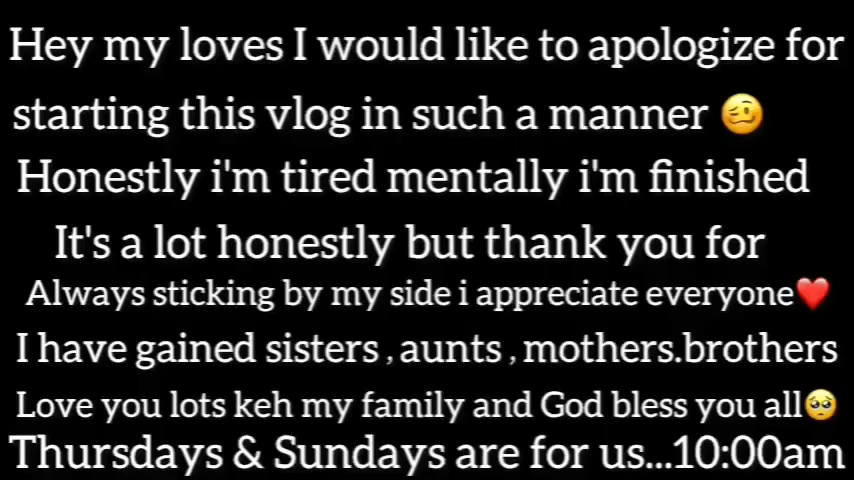 Hey my loves I would like to apologize for
starting this vlog in such a manner 🥴
Honestly i'm tired mentally i'm finished
It's a lot honestly but thank you for
Always sticking by my side i appreciate everyone❤️
I have gained sisters , aunts , mothers.brothers
Love you lots keh my family and God bless you all🥺
Thursdays & Sundays are for us...10:00am